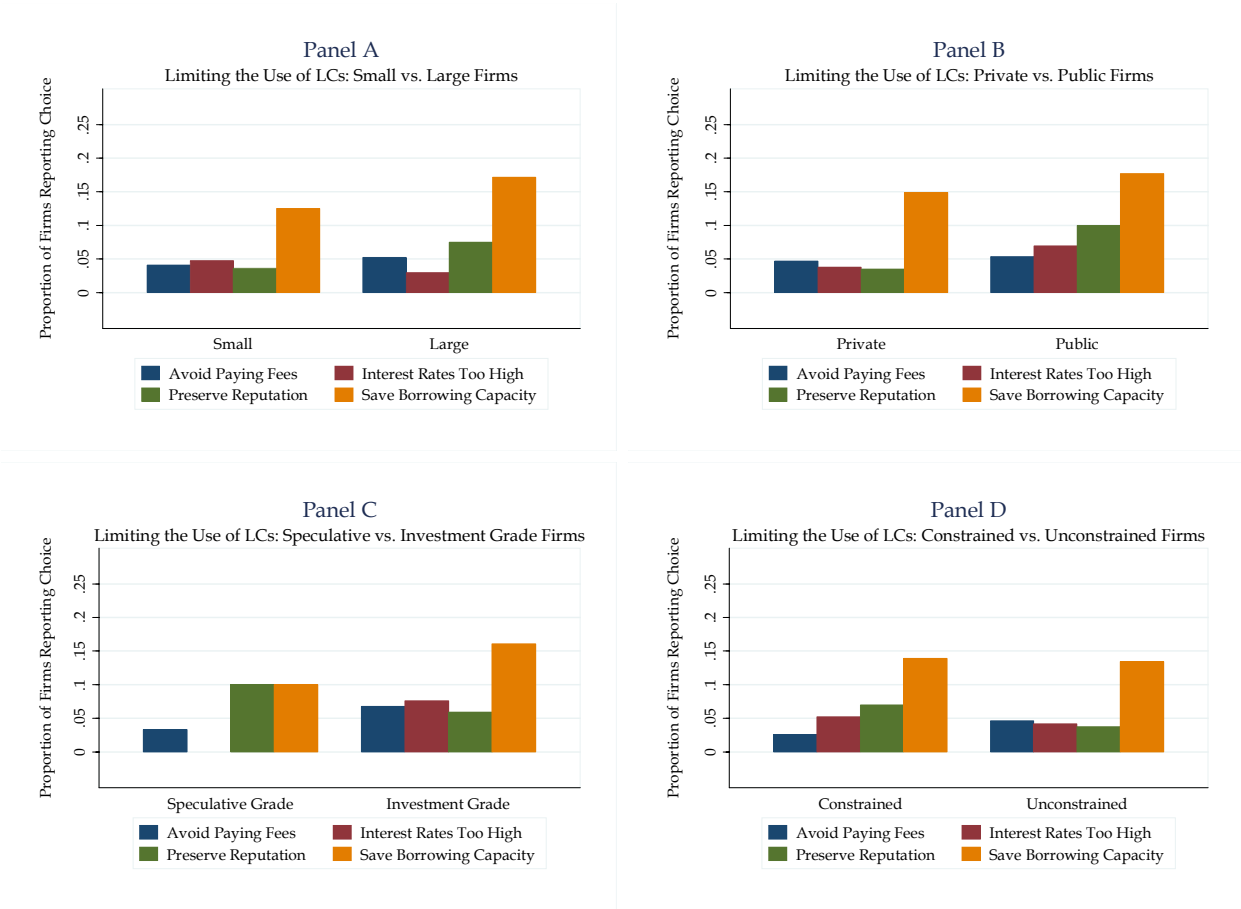 Panel A
Limiting the Use of LCs: Small vs. Large Firms
Proportion of Firms Reporting Choice
.25
.2
.15
.1
.05
0
Small Large
Avoid Paying Fees Interest Rates Too High
Preserve Reputation Save Borrowing Capacity
Panel B
Limiting the Use of LCs: Private vs. Public Firms
Proportion of Firms Reporting Choice
.25
.2
.15
.1
.05
0
Private Public
Avoid Paying Fees Interest Rates Too High
Preserve Reputation Save Borrowing Capacity
Panel C
Limiting the Use of LCs: Speculative vs. Investment Grade Firms
Proportion of Firms Reporting Choice
.25
.2
.15
.1
.05
0
Speculative Grade Investment Grade
Avoid Paying Fees Interest Rates Too High
Preserve Reputation Save Borrowing Capacity
Panel D
Limiting the Use of LCs: Constrained vs. Unconstrained Firms
Proportion of Firms Reporting Choice
.25
.2
.15
.1
.05
0
Constrained Unconstrained
Avoid Paying Fees Interest Rates Too High
Preserve Reputation Save Borrowing Capacity